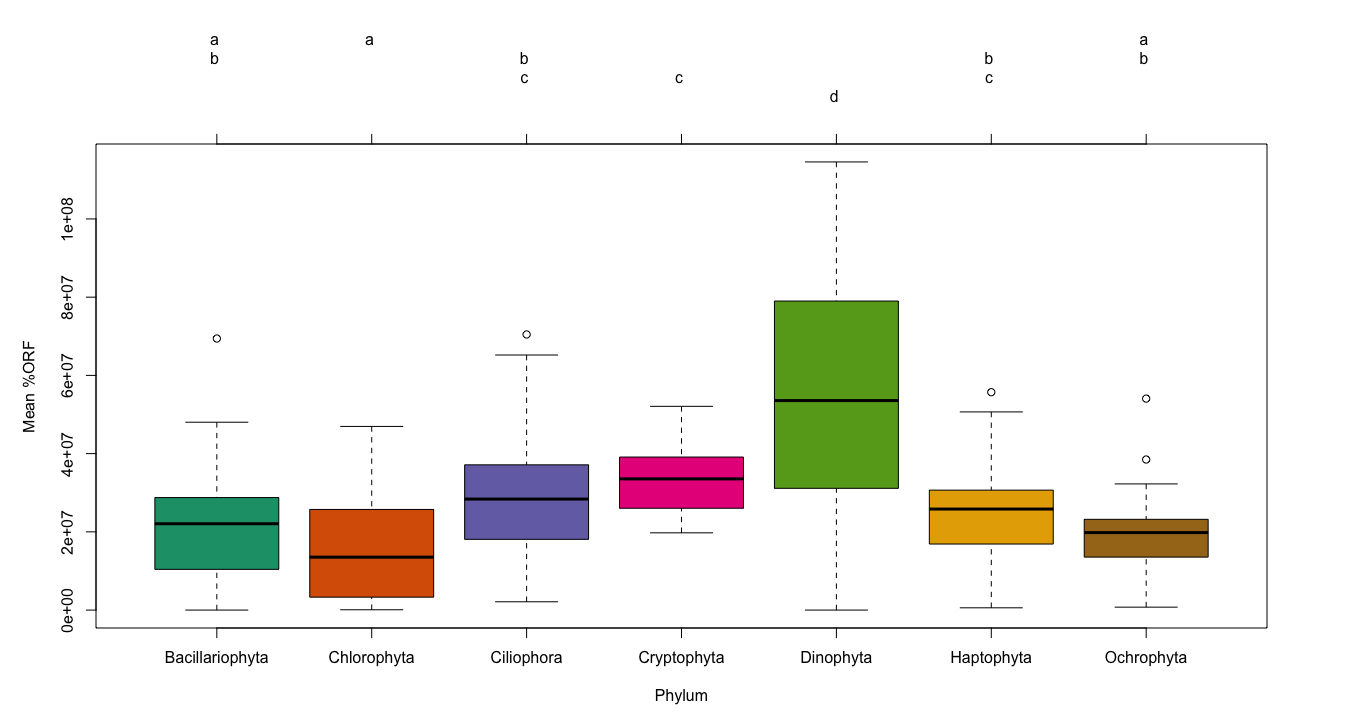 a a a
b b b b
c c c
d
1e+08
8e+07
6e+07
4e+07
2e+07
0e+00
Mean %ORF
Bacillariophyta Chlorophyta Ciliophora Cryptophyta Dinophyta Haptophyta Ochrophyta
Phylum